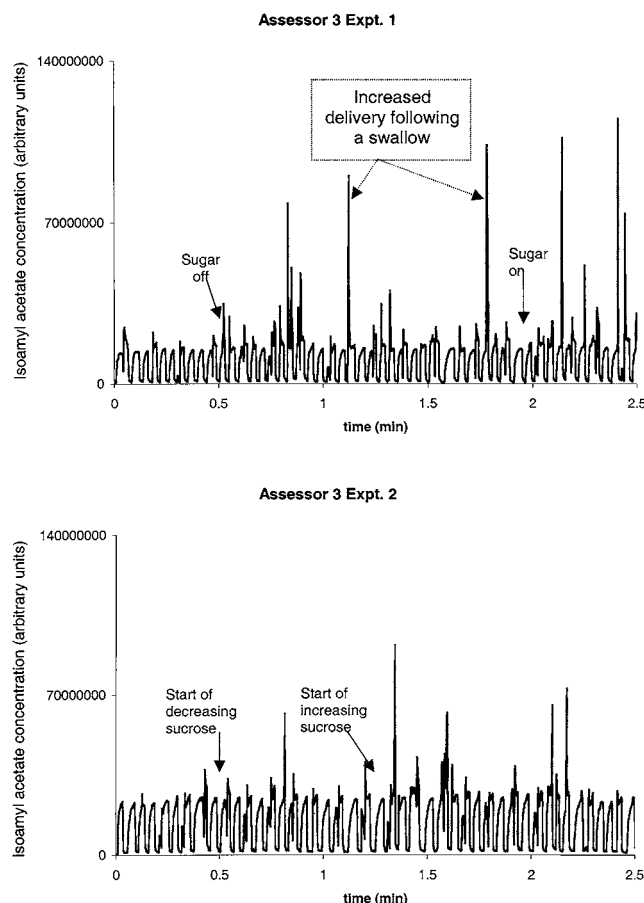 Assessor 3 Expt. 1
Isoamyl acetate concentration (arbitrary units)
140000000
70000000
0
Increased
delivery following
a swallow
Sugar
off
Sugar
on
0 0.5 1 1.5 2 2.5
time (min)
Assessor 3 Expt. 2
Isoamyl acetate concentration (arbitrary units)
140000000
70000000
0
Start of
decreasing
sucrose
Start of
increasing
sucrose
0 0.5 1 1.5 2 2.5
time (min)